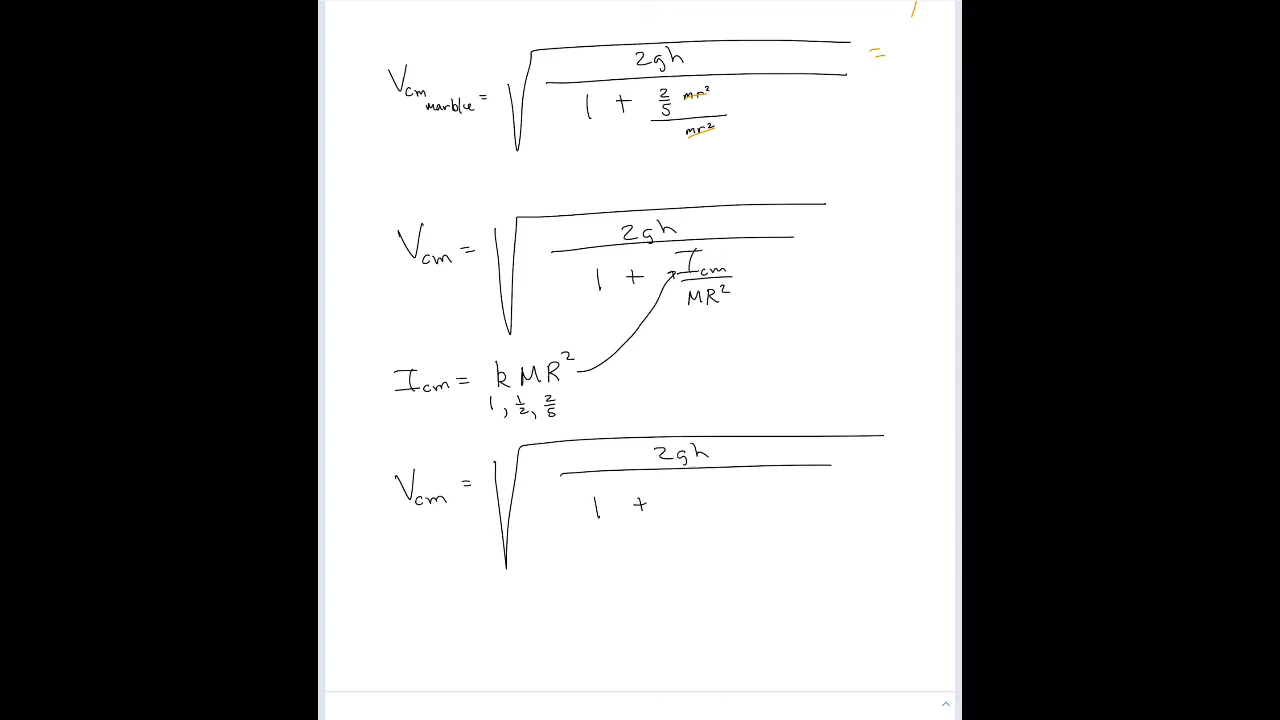 V_cm marble = √(2gh / (1 + (2/5 mr²)/(mr²))) =
V_cm = √(2gh / (1 + I_cm/MR²))
I_cm = kMR²
1, 1/2, 2/5
V_cm = √(2gh / (1 +